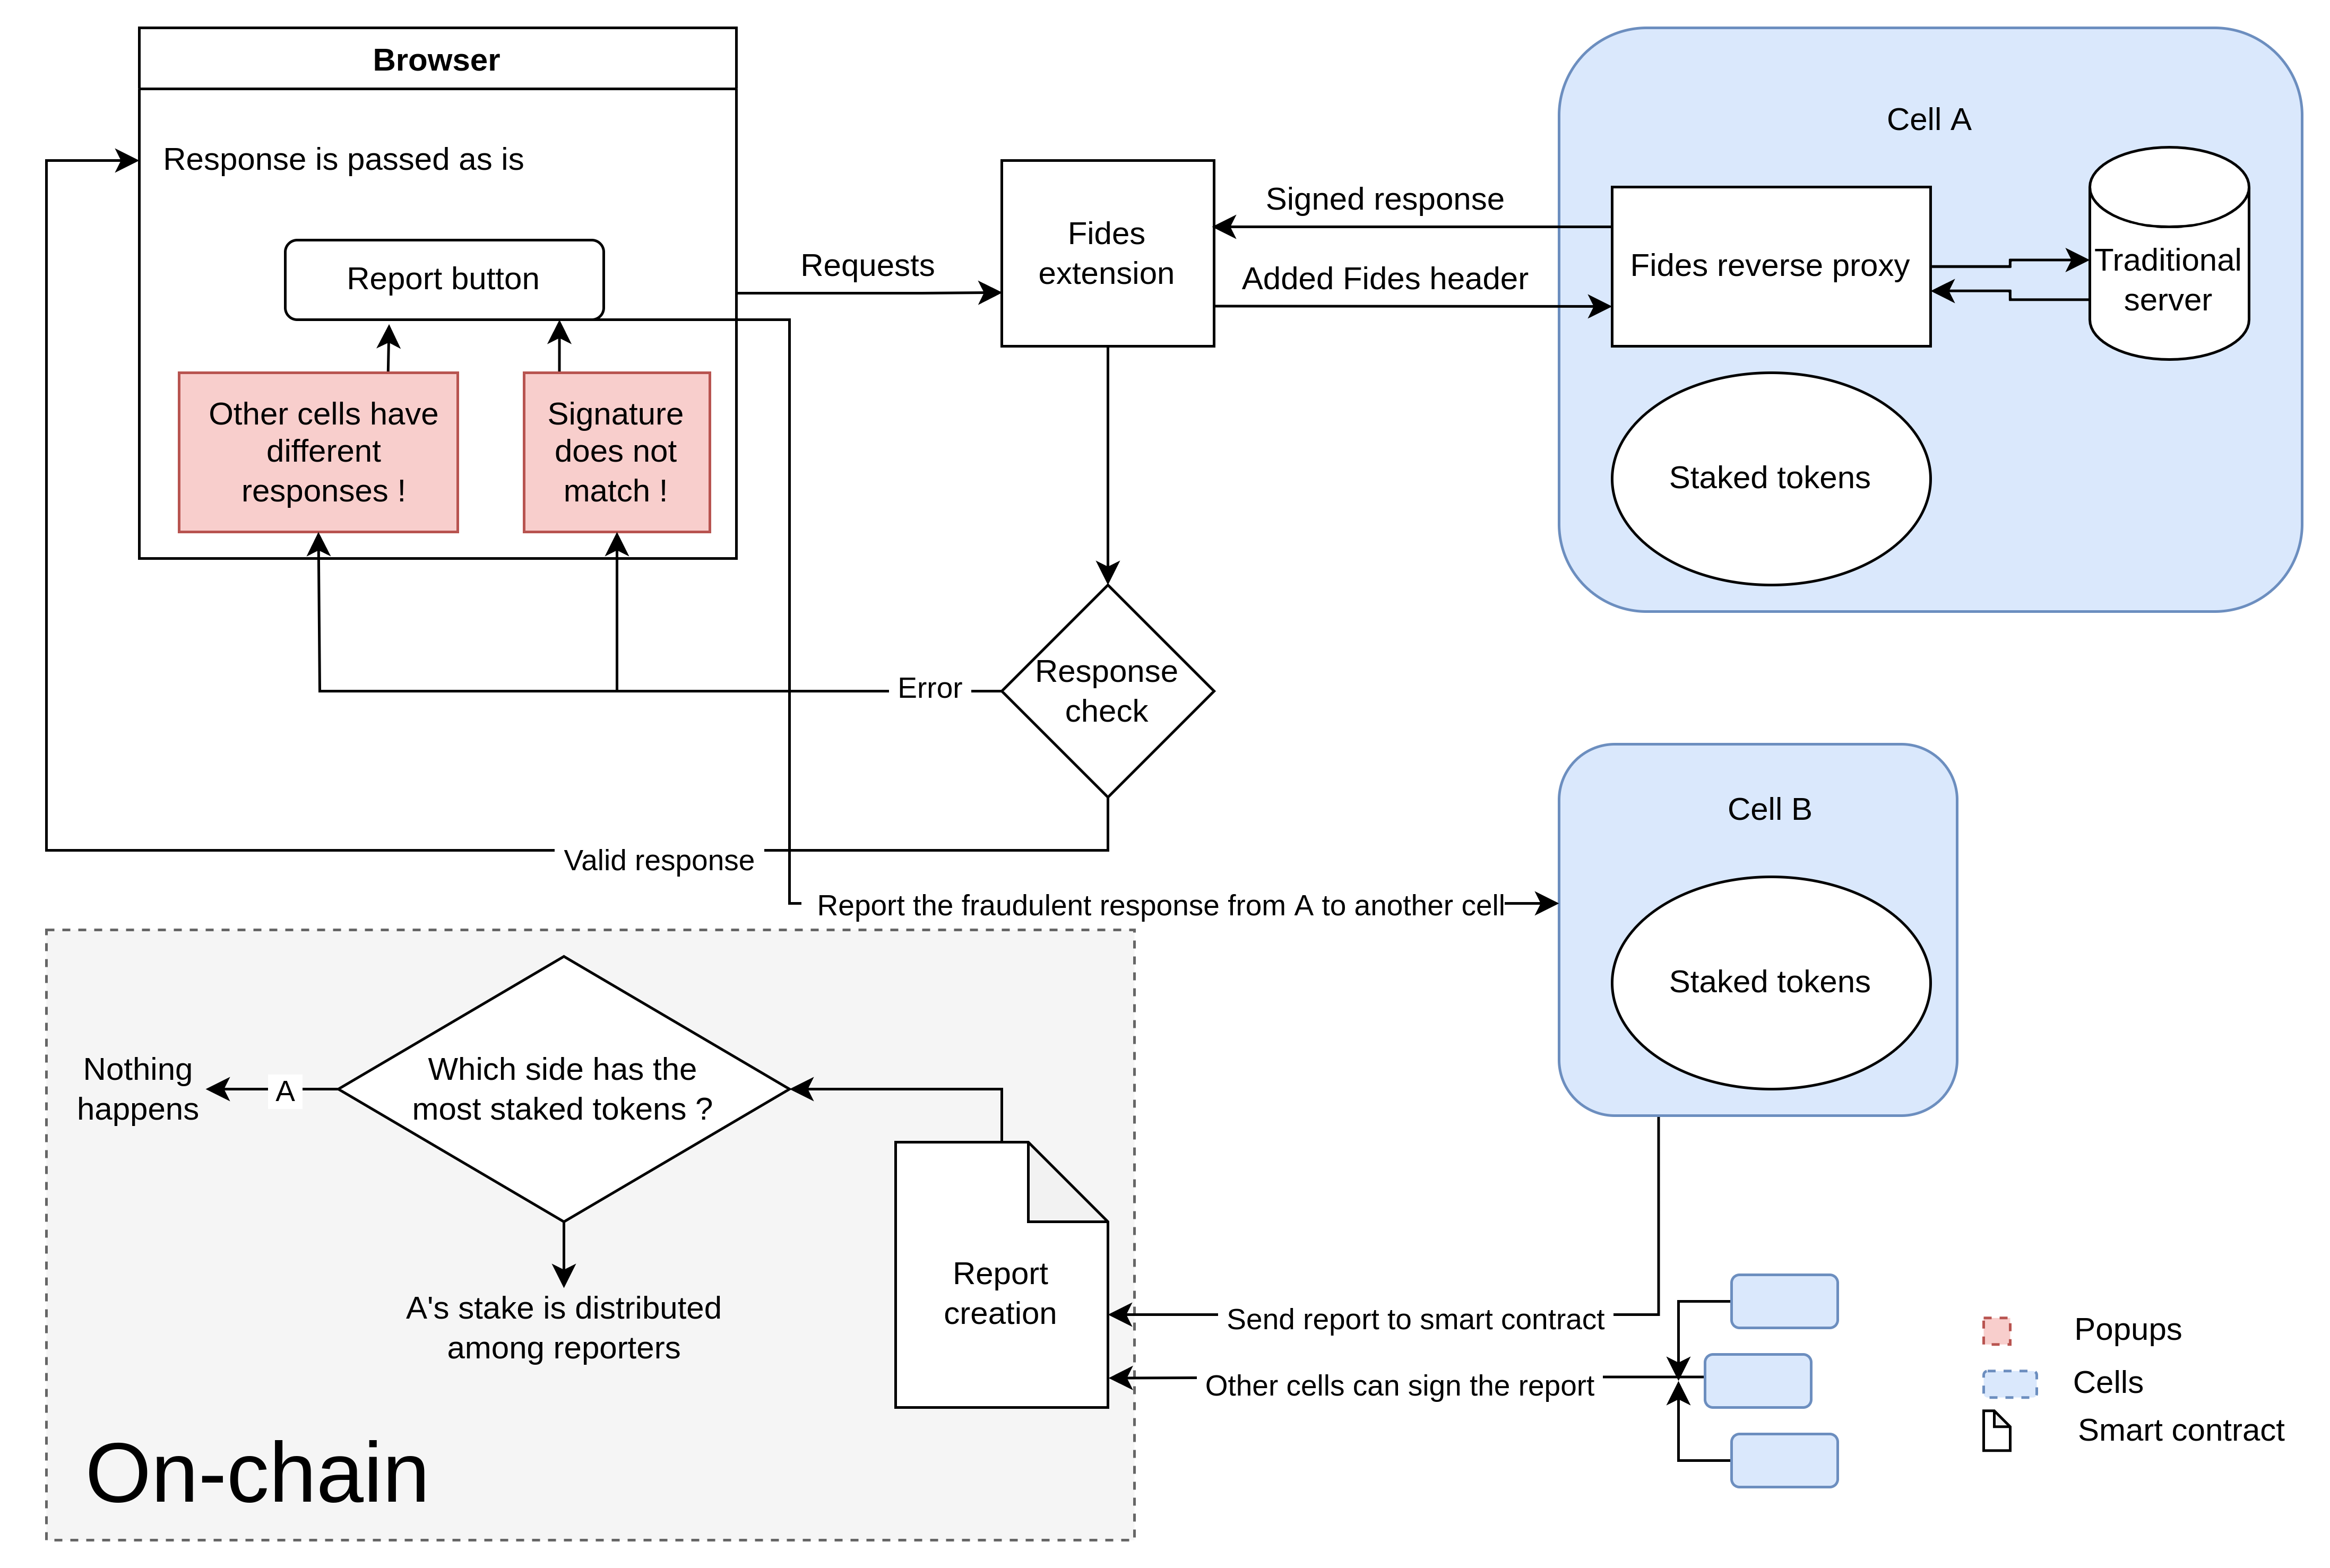 Browser
Response is passed as is
Report button
Other cells have
different
responses !
Signature
does not
match !
Requests
Fides
extension
Signed response
Added Fides header
Cell A
Fides reverse proxy
Traditional
server
Staked tokens
Response
check
Error
Valid response
Report the fraudulent response from A to another cell
Cell B
Staked tokens
Nothing
happens
A
Which side has the
most staked tokens ?
A's stake is distributed
among reporters
Report
creation
Send report to smart contract
Other cells can sign the report
On-chain
Popups
Cells
Smart contract